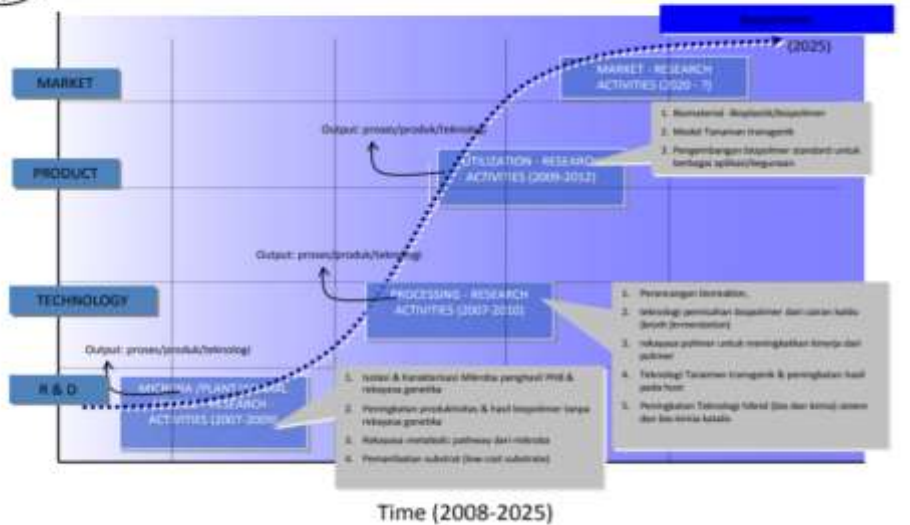 (2025)
MARKET
MARKET - RESEARCH
ACTIVITIES (2020 - ?)
1. Biomaterial -Bioplastik/biopolimer
2. Modul Tanaman transgenik
3. Pengembangan biopolimer standard untuk
berbagai aplikasi/kegunaan
Output: proses/produk/teknologi
PRODUCT
UTILIZATION - RESEARCH
ACTIVITIES (2009-2012)
Output: proses/produk/teknologi
TECHNOLOGY
PROCESSING - RESEARCH
ACTIVITIES (2007-2010)
1. Perancangan bioreaktor,
2. teknologi pemisahan biopolimer dari cairan kaldu
(broth fermentation)
3. rekayasa polimer untuk meningkatkan kinerja dari
polimer
4. Teknologi Tanaman transgenik & peningkatan hasil
pada host
5. Peningkatan Teknologi hibrid (bio dan kimia) sistem
dan bio-kimia katalis
Output: proses/produk/teknologi
R & D
RESEARCH
ACTIVITIES (2007-2009)
1. Isolasi & Karakterisasi Mikroba penghasil PHB &
rekayasa genetika
2. Peningkatan produktivitas & hasil biopolimer tanpa
rekayasa genetika
3. Rekayasa metabolic pathway dari mikroba
4. Pemanfaatan substrat (low cost substrate)
Time (2008-2025)